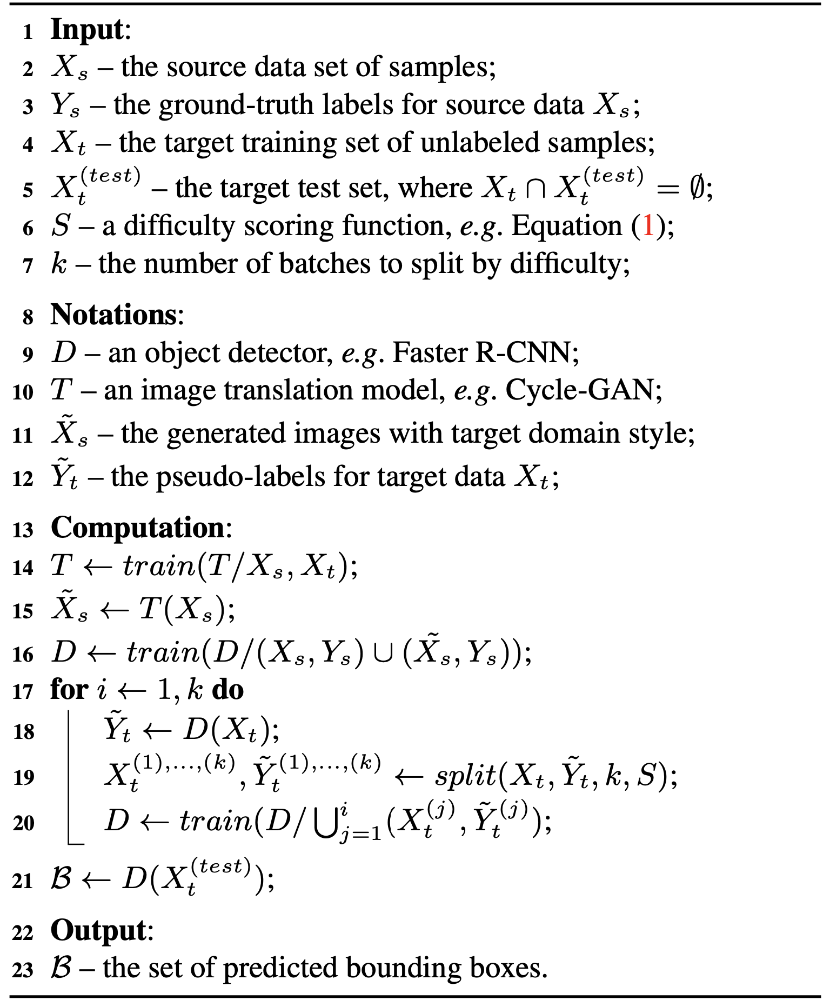 1 Input:
2 X_s – the source data set of samples;
3 Y_s – the ground-truth labels for source data X_s;
4 X_t – the target training set of unlabeled samples;
5 X_t^{(test)} – the target test set, where X_t ∩ X_t^{(test)} = ∅;
6 S – a difficulty scoring function, e.g. Equation (1);
7 k – the number of batches to split by difficulty;
8 Notations:
9 D – an object detector, e.g. Faster R-CNN;
10 T – an image translation model, e.g. Cycle-GAN;
11 X̃_s – the generated images with target domain style;
12 Ỹ_t – the pseudo-labels for target data X_t;
13 Computation:
14 T ← train(T/X_s, X_t);
15 X̃_s ← T(X_s);
16 D ← train(D/(X_s, Y_s) ∪ (X̃_s, Y_s));
17 for i ← 1, k do
18 Ỹ_t ← D(X_t);
19 X_t^{(1),...,(k)}, Ỹ_t^{(1),...,(k)} ← split(X_t, Ỹ_t, k, S);
20 D ← train(D/ ⋃_{j=1}^{i}(X_t^{(j)}, Ỹ_t^{(j)});
21 ℬ ← D(X_t^{(test)});
22 Output:
23 ℬ – the set of predicted bounding boxes.